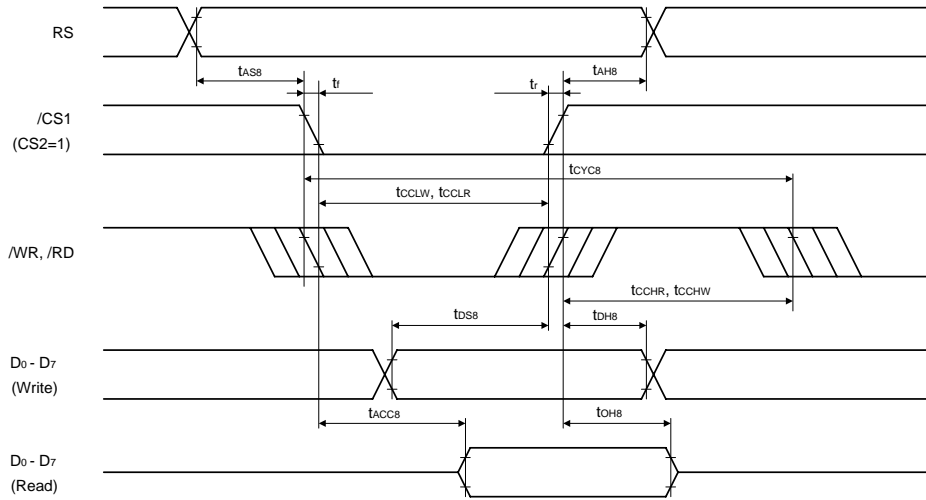 RS
tAS8
tf
tr
tAH8
/CS1
(CS2=1)
tCYC8
tCCLW, tCCLR
/WR, /RD
tCCHR, tCCHW
tDS8
tDH8
D0 - D7
(Write)
tACC8
tOH8
D0 - D7
(Read)